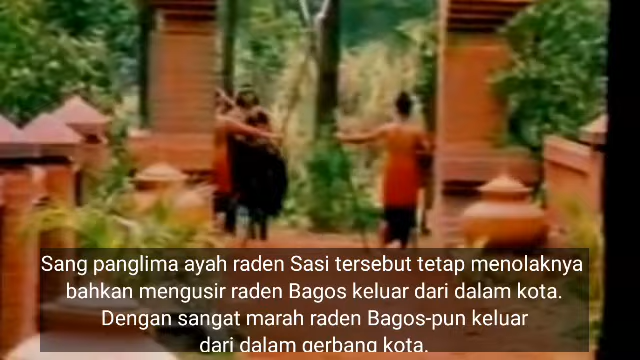 Sang panglima ayah raden Sasi tersebut tetap menolaknya
bahkan mengusir raden Bagos keluar dari dalam kota.
Dengan sangat marah raden Bagos-pun keluar
dari dalam gerbang kota.